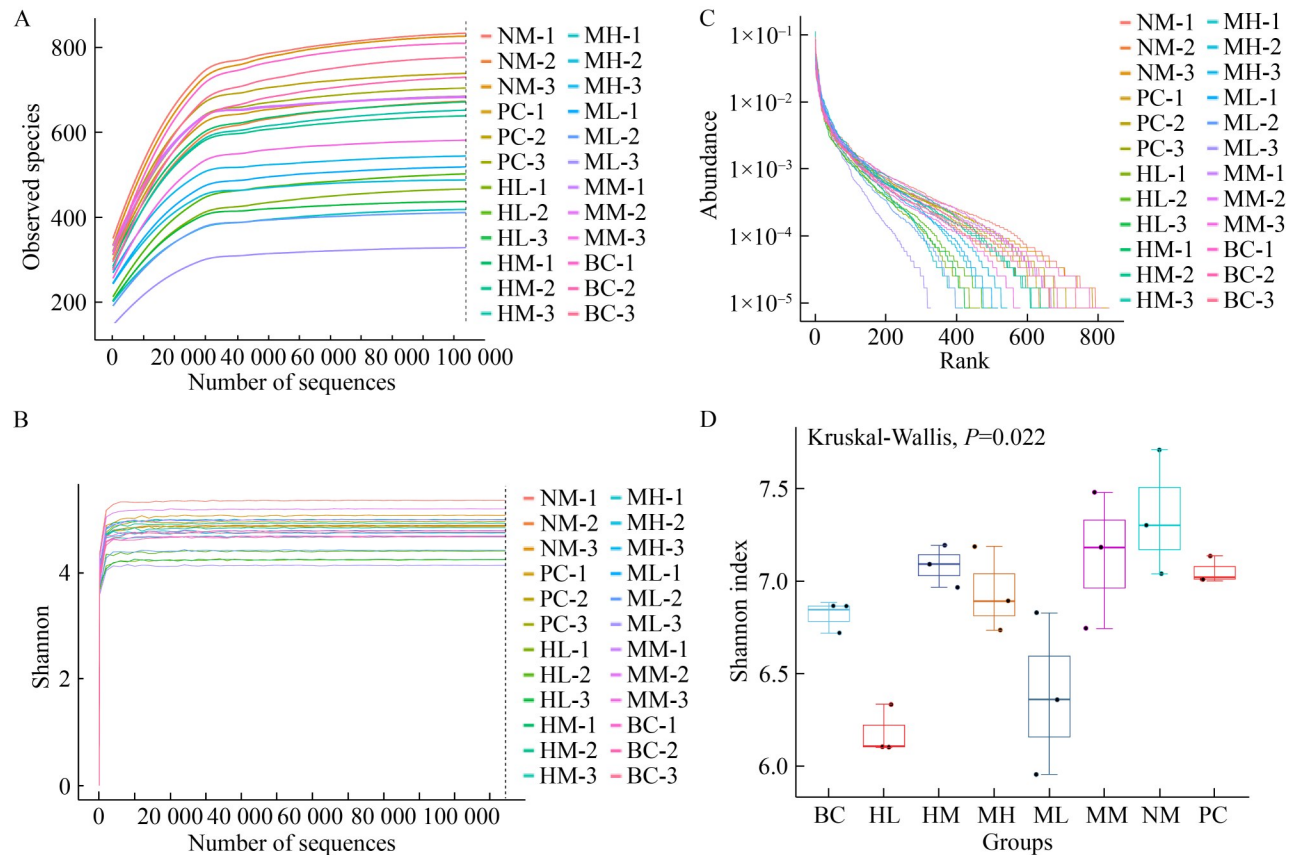 A
Observed species
800
600
400
200
0
20 000
40 000
60 000
80 000
100 000
Number of sequences
NM-1
NM-2
NM-3
PC-1
PC-2
PC-3
HL-1
HL-2
HL-3
HM-1
HM-2
HM-3
MH-1
MH-2
MH-3
ML-1
ML-2
ML-3
MM-1
MM-2
MM-3
BC-1
BC-2
BC-3
C
Abundance
1×10⁻¹
1×10⁻²
1×10⁻³
1×10⁻⁴
1×10⁻⁵
0
200
400
600
800
Rank
NM-1
NM-2
NM-3
PC-1
PC-2
PC-3
HL-1
HL-2
HL-3
HM-1
HM-2
HM-3
MH-1
MH-2
MH-3
ML-1
ML-2
ML-3
MM-1
MM-2
MM-3
BC-1
BC-2
BC-3
B
Shannon
4
2
0
0
20 000
40 000
60 000
80 000
100 000
Number of sequences
NM-1
NM-2
NM-3
PC-1
PC-2
PC-3
HL-1
HL-2
HL-3
HM-1
HM-2
HM-3
MH-1
MH-2
MH-3
ML-1
ML-2
ML-3
MM-1
MM-2
MM-3
BC-1
BC-2
BC-3
D
Kruskal-Wallis, P=0.022
Shannon index
7.5
7.0
6.5
6.0
BC
HL
HM
MH
ML
MM
NM
PC
Groups